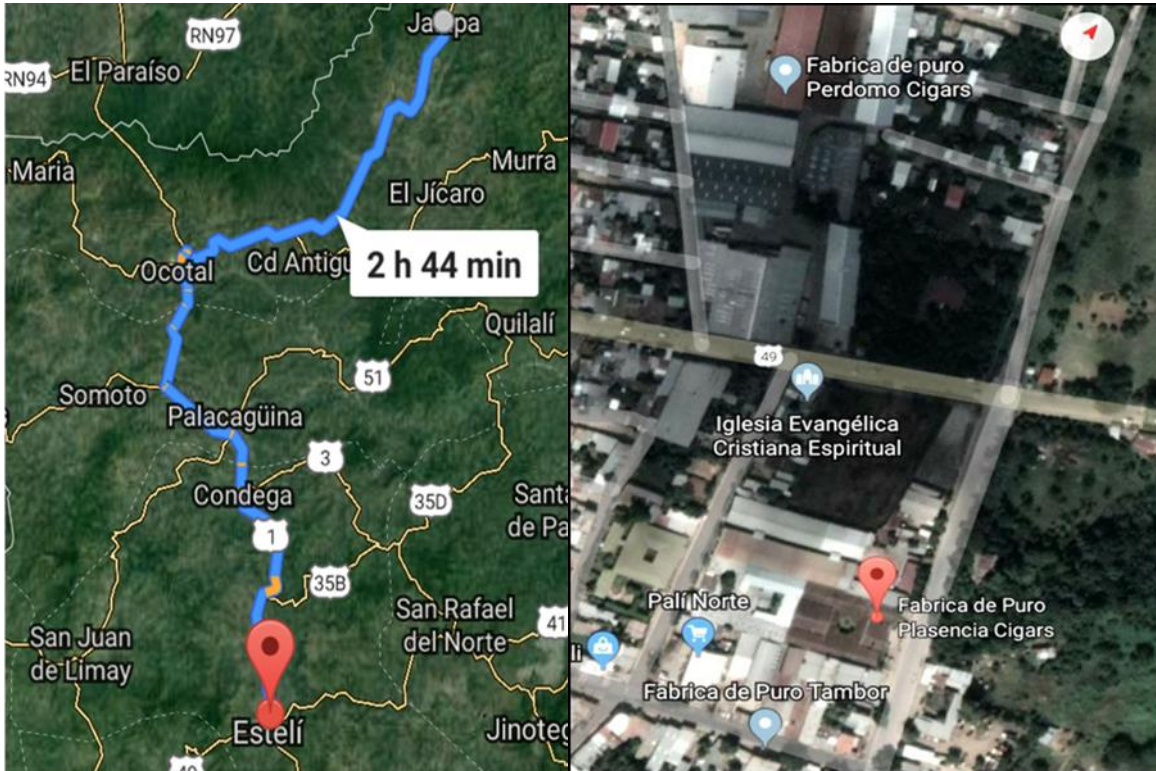 RN97
Jalapa
RN94
El Paraíso
Murra
Maria
El Jícaro
Ocotal
Cd Antigu
2 h 44 min
Quilalí
51
Somoto
Palacagüina
3
Condega
35D
Santa
de Pa
1
35B
San Rafael
del Norte
41
San Juan
de Limay
Estelí
Jinoteg
49
Fabrica de puro
Perdomo Cigars
49
Iglesia Evangélica
Cristiana Espiritual
Palí Norte
Fabrica de Puro
Plasencia Cigars
li
Fabrica de Puro Tambor